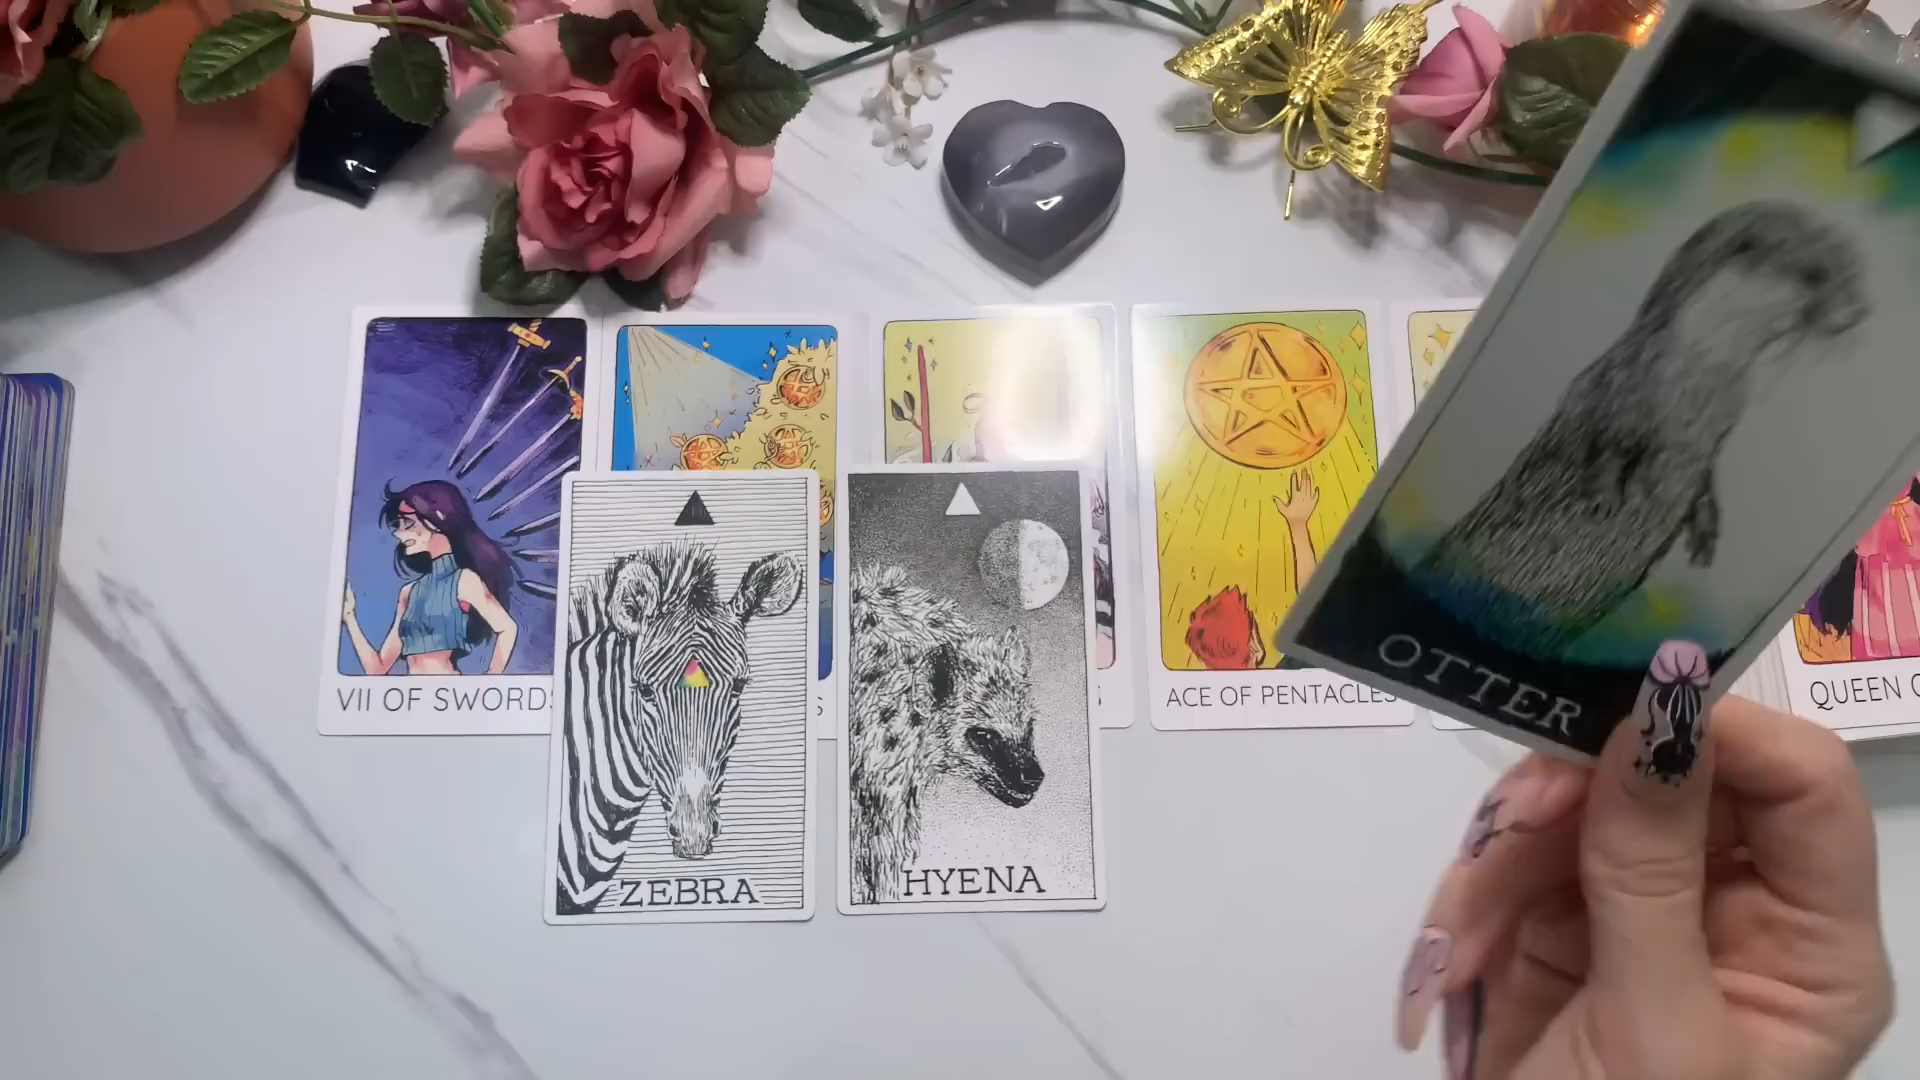 VII OF SWORDS
S
S
ACE OF PENTACLES
QUEEN O
ZEBRA
HYENA
OTTER